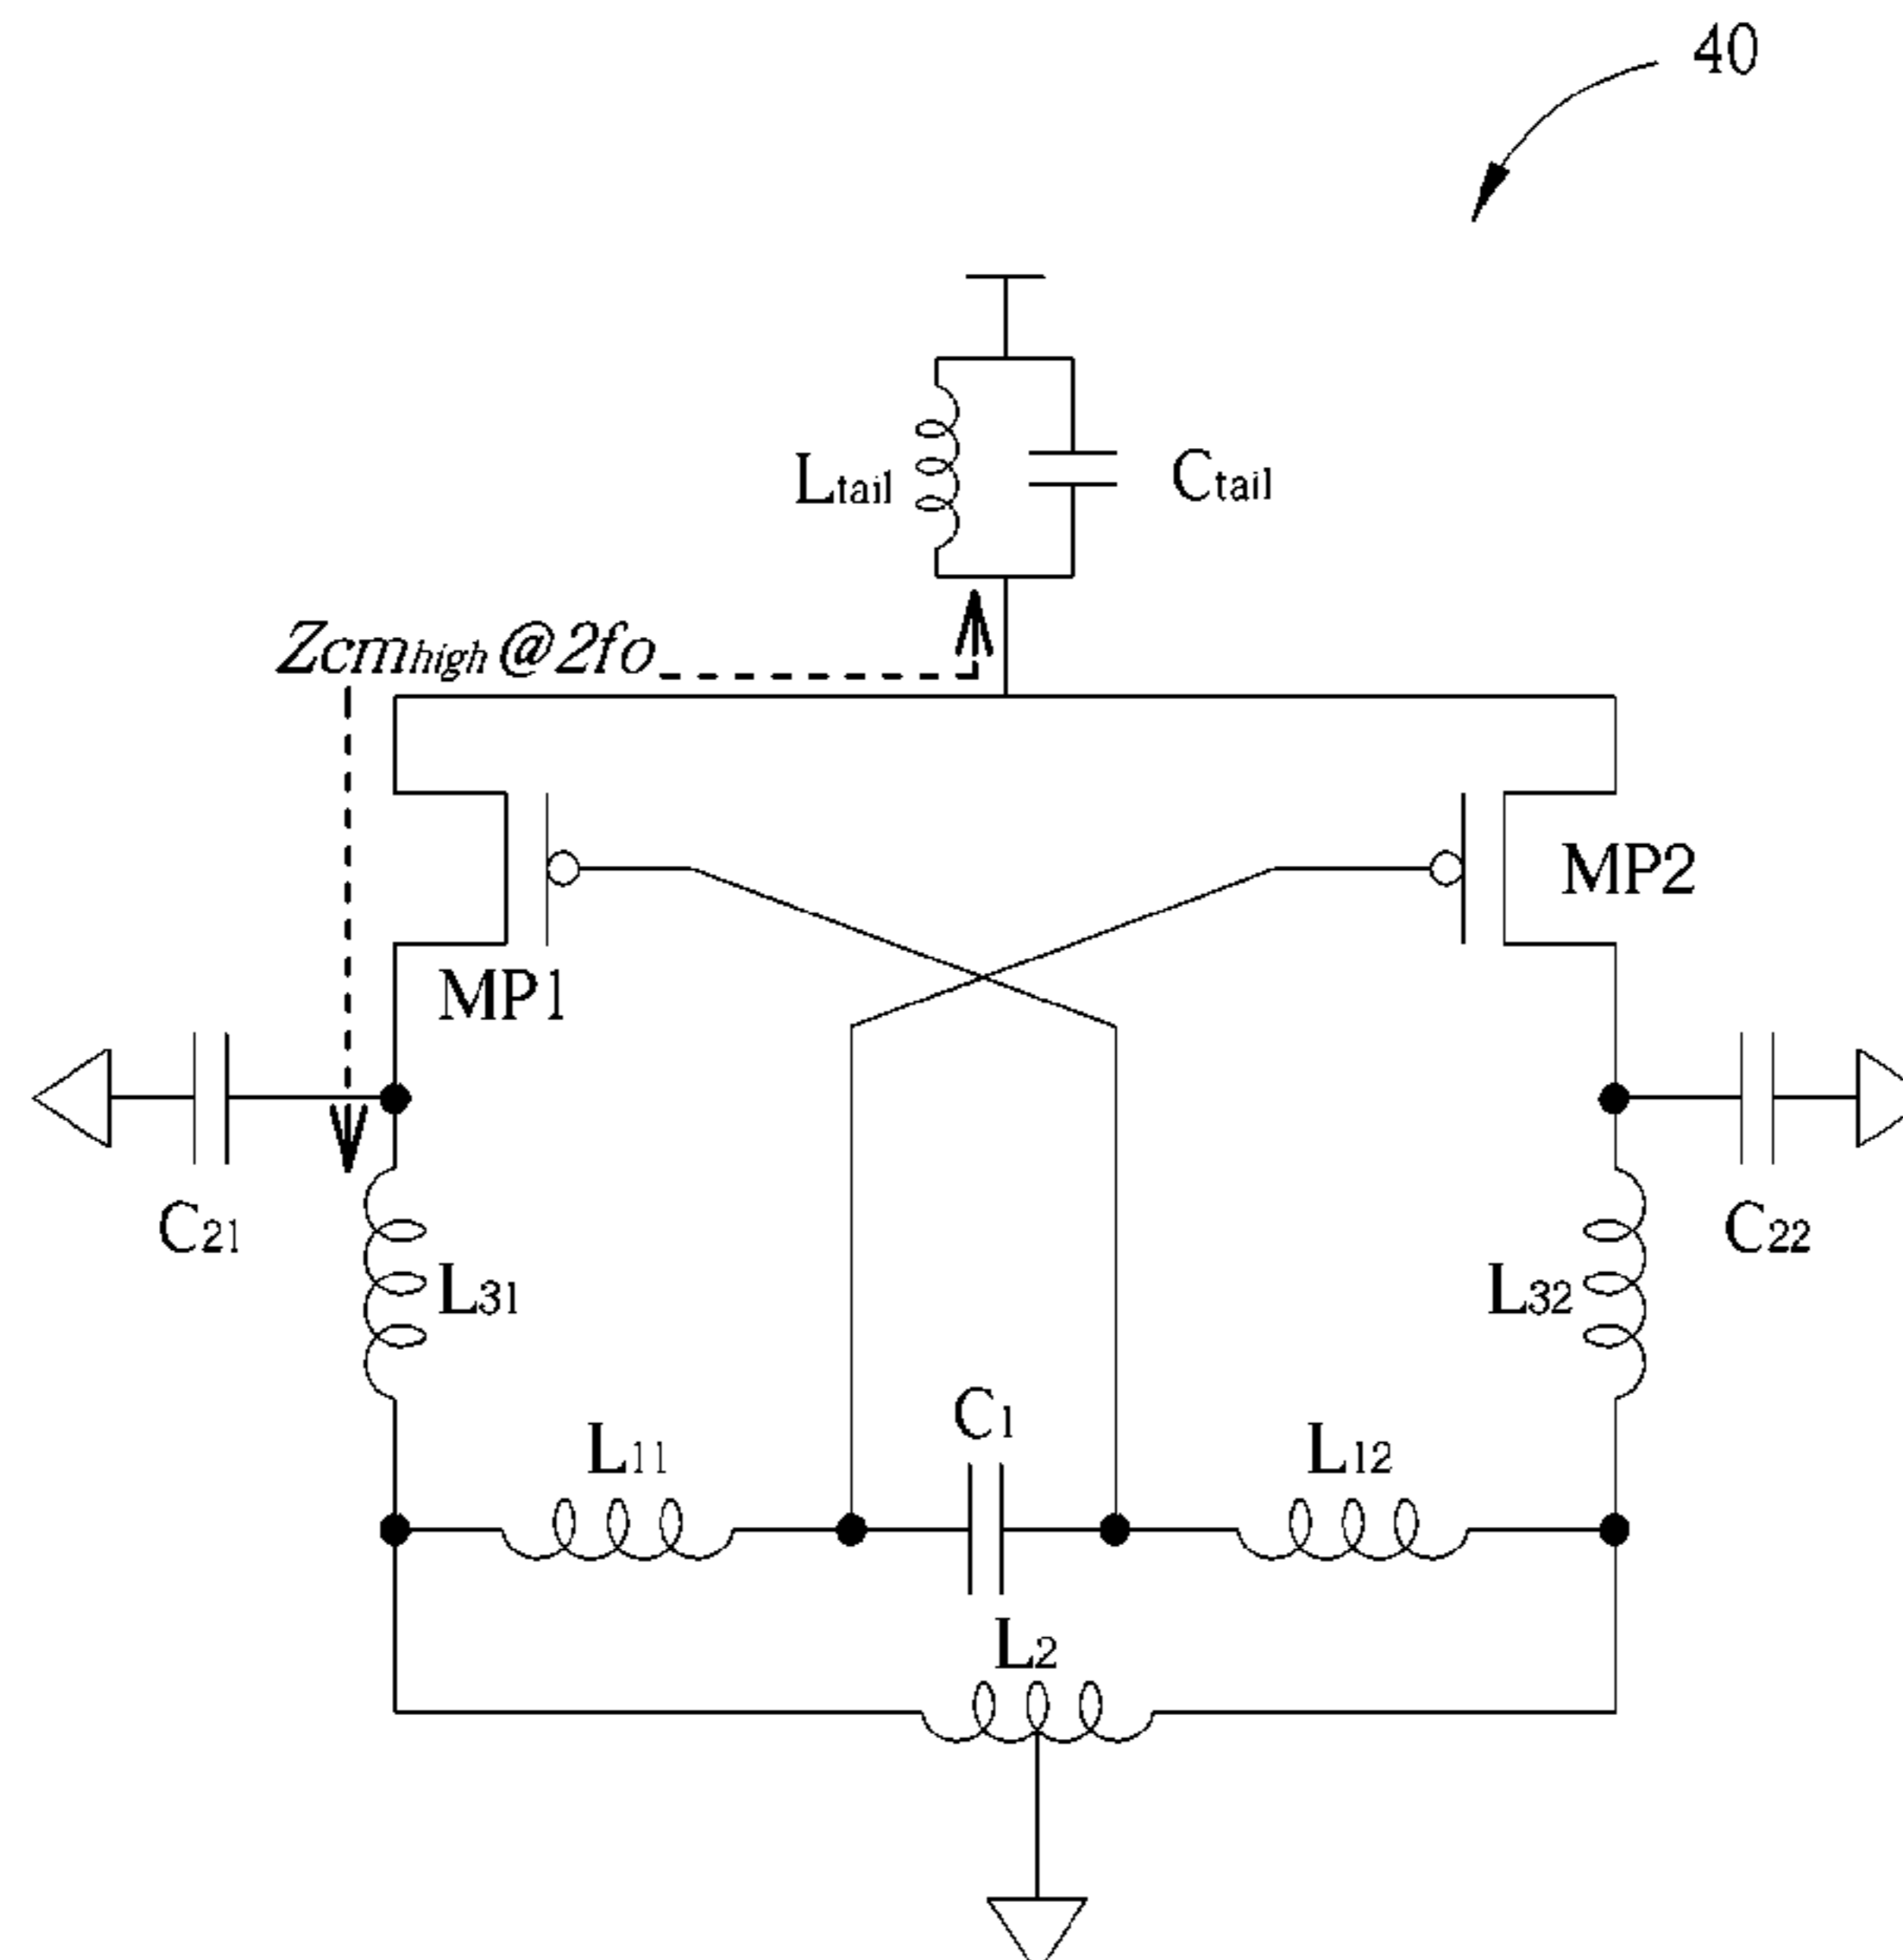 40
Ltail
Ctail
Zcmhigh@2fo
MP1
MP2
C21
C22
L31
L32
C1
L11
L12
L2